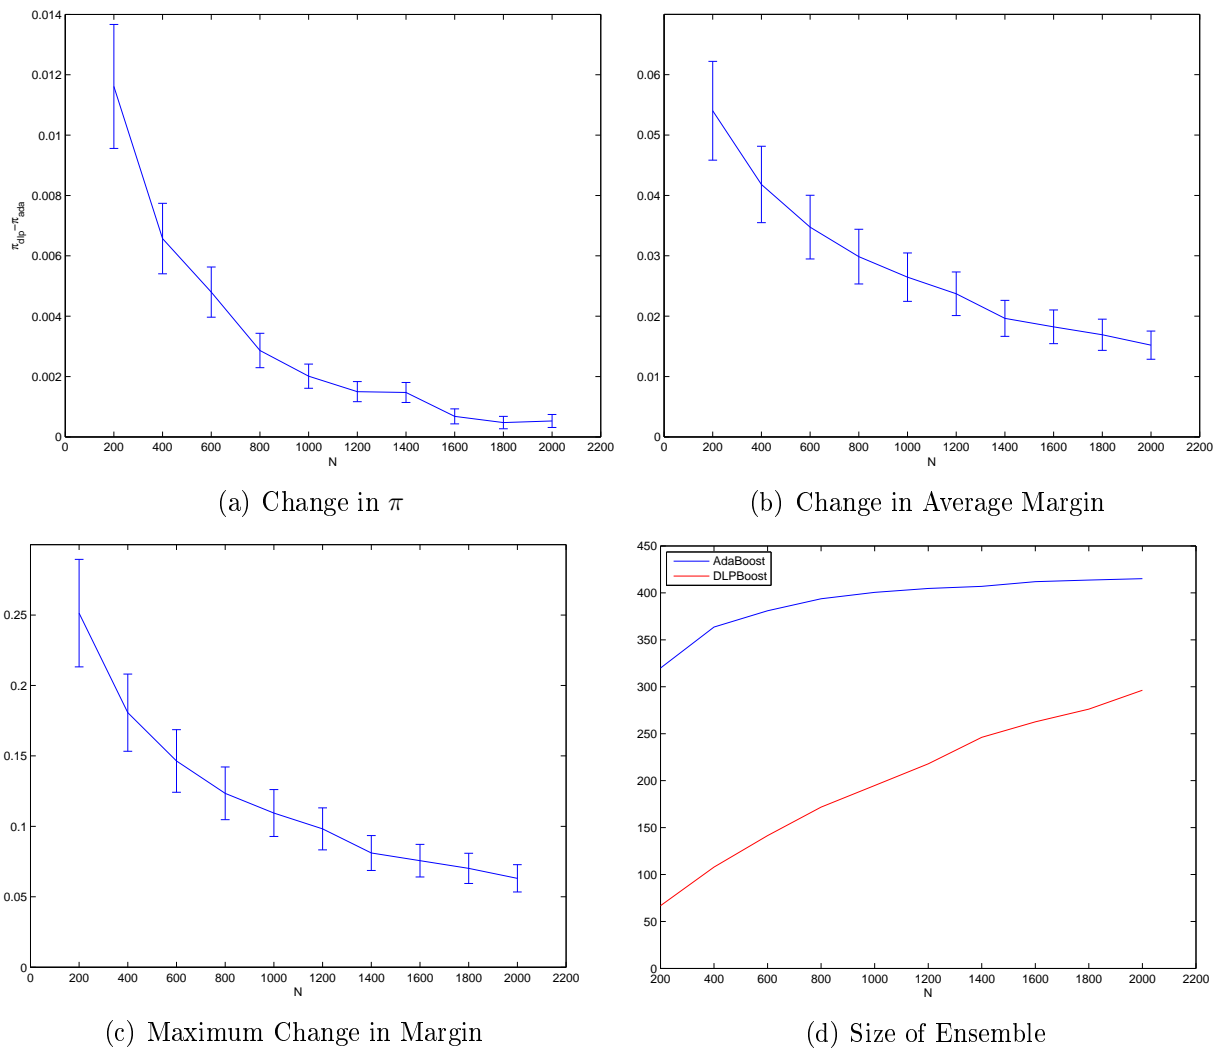 0.014
0.012
0.01
0.008
0.006
0.004
0.002
0
π_dlp−π_ada
0 200 400 600 800 1000 1200 1400 1600 1800 2000 2200
N
(a) Change in π
0.06
0.05
0.04
0.03
0.02
0.01
0
0 200 400 600 800 1000 1200 1400 1600 1800 2000 2200
N
(b) Change in Average Margin
0.25
0.2
0.15
0.1
0.05
0
0 200 400 600 800 1000 1200 1400 1600 1800 2000 2200
N
(c) Maximum Change in Margin
450
400
350
300
250
200
150
100
50
0
AdaBoost
DLPBoost
200 400 600 800 1000 1200 1400 1600 1800 2000 2200
N
(d) Size of Ensemble